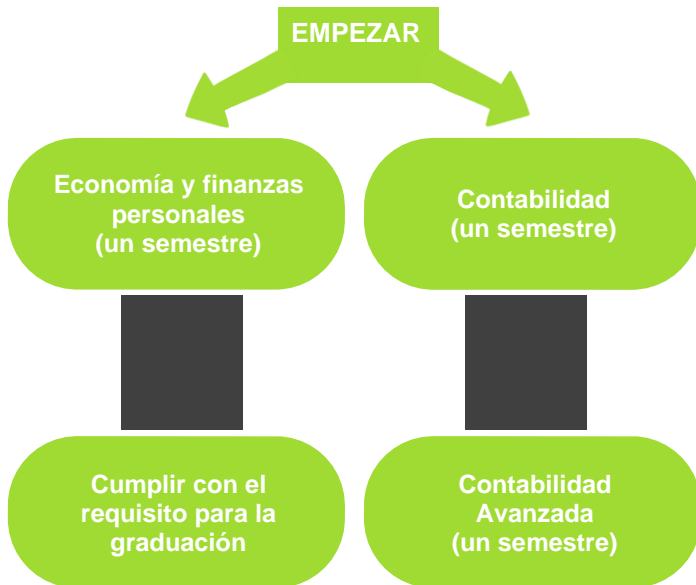 EMPEZAR
Economía y finanzas
personales
(un semestre)
Contabilidad
(un semestre)
Cumplir con el
requisito para la
graduación
Contabilidad
Avanzada
(un semestre)